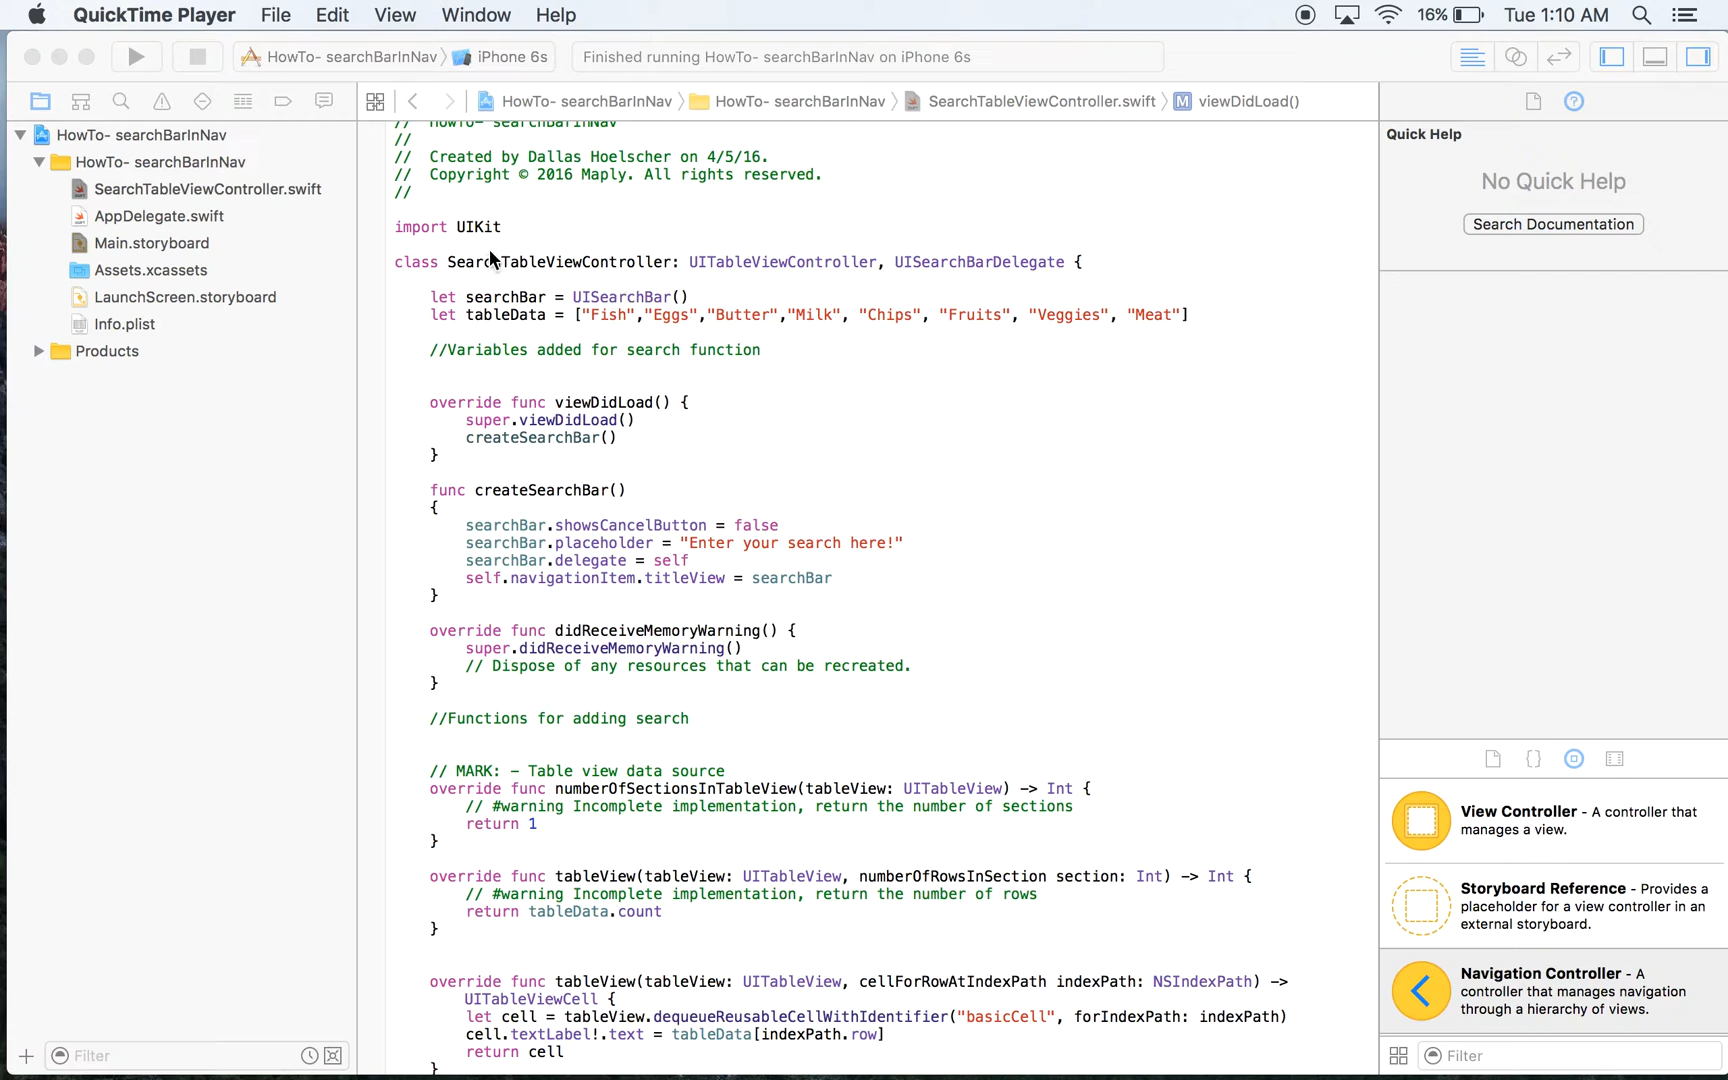 QuickTime Player File Edit View Window Help 16% Tue 1:10 AM
HowTo- searchBarInNav iPhone 6s Finished running HowTo- searchBarInNav on iPhone 6s
HowTo- searchBarInNav HowTo- searchBarInNav SearchTableViewController.swift M viewDidLoad()
HowTo- searchBarInNav
HowTo- searchBarInNav
SearchTableViewController.swift
AppDelegate.swift
Main.storyboard
Assets.xcassets
LaunchScreen.storyboard
Info.plist
Products
Filter
// HowTo- searchBarInNav
//
// Created by Dallas Hoelscher on 4/5/16.
// Copyright © 2016 Maply. All rights reserved.
//
import UIKit
class SearchTableViewController: UITableViewController, UISearchBarDelegate {
let searchBar = UISearchBar()
let tableData = ["Fish","Eggs","Butter","Milk", "Chips", "Fruits", "Veggies", "Meat"]
//Variables added for search function
override func viewDidLoad() {
super.viewDidLoad()
createSearchBar()
}
func createSearchBar()
{
searchBar.showsCancelButton = false
searchBar.placeholder = "Enter your search here!"
searchBar.delegate = self
self.navigationItem.titleView = searchBar
}
override func didReceiveMemoryWarning() {
super.didReceiveMemoryWarning()
// Dispose of any resources that can be recreated.
}
//Functions for adding search
// MARK: - Table view data source
override func numberOfSectionsInTableView(tableView: UITableView) -> Int {
// #warning Incomplete implementation, return the number of sections
return 1
}
override func tableView(tableView: UITableView, numberOfRowsInSection section: Int) -> Int {
// #warning Incomplete implementation, return the number of rows
return tableData.count
}
override func tableView(tableView: UITableView, cellForRowAtIndexPath indexPath: NSIndexPath) ->
UITableViewCell {
let cell = tableView.dequeueReusableCellWithIdentifier("basicCell", forIndexPath: indexPath)
cell.textLabel!.text = tableData[indexPath.row]
return cell
}
Quick Help
No Quick Help
Search Documentation
{}
View Controller - A controller that
manages a view.
Storyboard Reference - Provides a
placeholder for a view controller in an
external storyboard.
Navigation Controller - A
controller that manages navigation
through a hierarchy of views.
Filter